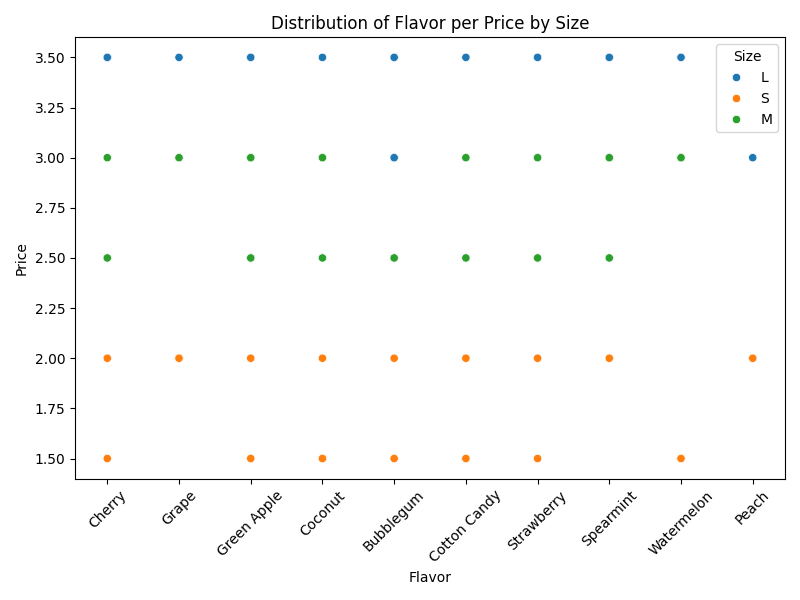 Distribution of Flavor per Price by Size
Size
L
S
M
Price
3.50
3.25
3.00
2.75
2.50
2.25
2.00
1.75
1.50
Cherry
Grape
Green Apple
Coconut
Bubblegum
Cotton Candy
Strawberry
Spearmint
Watermelon
Peach
Flavor